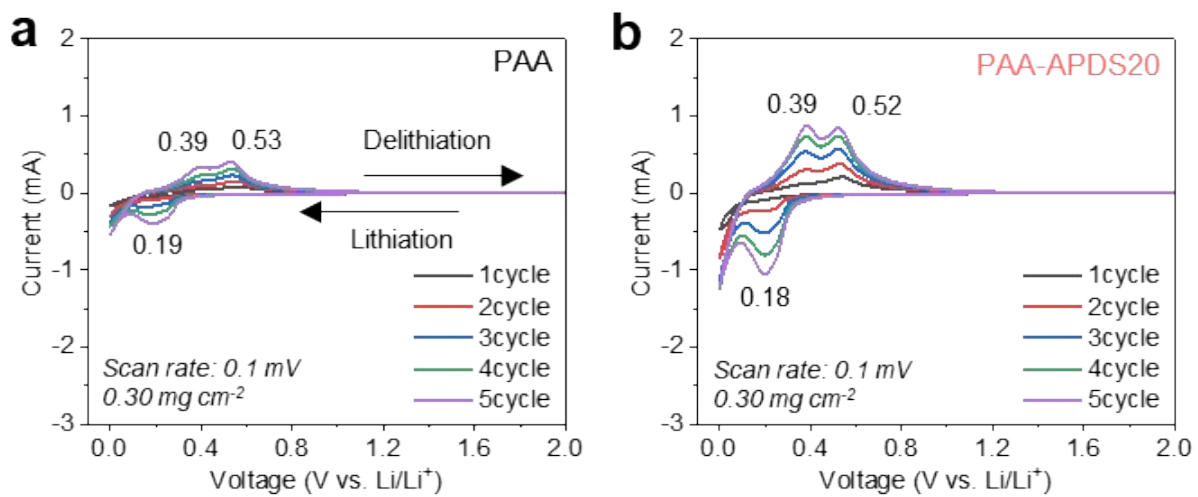 a
2
1
0
-1
-2
-3
Current (mA)
PAA
0.39 0.53
Delithiation
Lithiation
0.19
1cycle
2cycle
3cycle
4cycle
5cycle
Scan rate: 0.1 mV
0.30 mg cm⁻²
0.0 0.4 0.8 1.2 1.6 2.0
Voltage (V vs. Li/Li⁺)
b
2
1
0
-1
-2
-3
Current (mA)
PAA-APDS20
0.39 0.52
0.18
1cycle
2cycle
3cycle
4cycle
5cycle
Scan rate: 0.1 mV
0.30 mg cm⁻²
0.0 0.4 0.8 1.2 1.6 2.0
Voltage (V vs. Li/Li⁺)